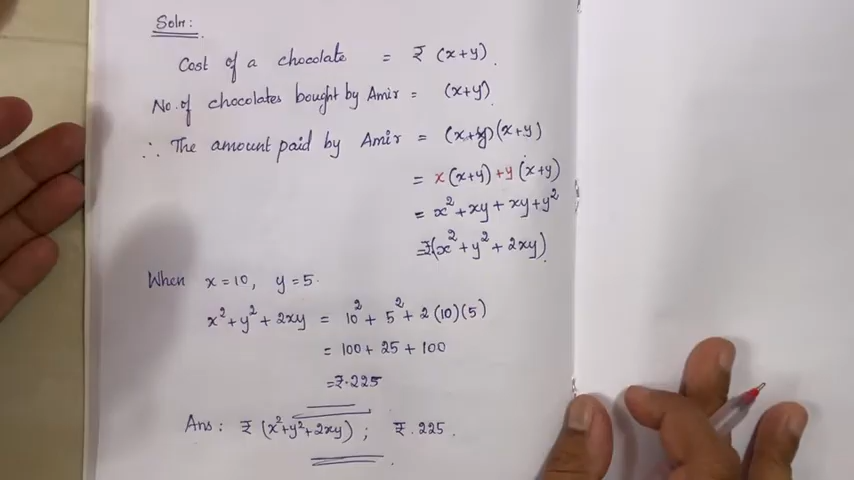 Soln:
Cost of a chocolate = ₹ (x+y).
No. of chocolates bought by Amir = (x+y)
∴ The amount paid by Amir = (x+y)(x+y)
= x(x+y) +y (x+y)
= x² + xy + xy + y²
=₹(x² + y² + 2xy).
When x = 10, y = 5.
x² + y² + 2xy = 10² + 5² + 2(10)(5)
= 100 + 25 + 100
=₹.225
Ans: ₹ (x²+y²+2xy) ; ₹.225.